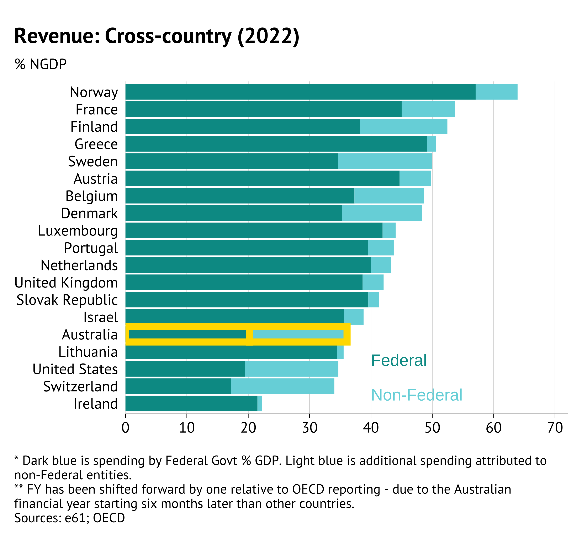 Revenue: Cross-country (2022)
% NGDP
Norway
France
Finland
Greece
Sweden
Austria
Belgium
Denmark
Luxembourg
Portugal
Netherlands
United Kingdom
Slovak Republic
Israel
Australia
Lithuania
United States
Switzerland
Ireland
Federal
Non-Federal
0 10 20 30 40 50 60 70
* Dark blue is spending by Federal Govt % GDP. Light blue is additional spending attributed to
non-Federal entities.
** FY has been shifted forward by one relative to OECD reporting - due to the Australian
financial year starting six months later than other countries.
Sources: e61; OECD